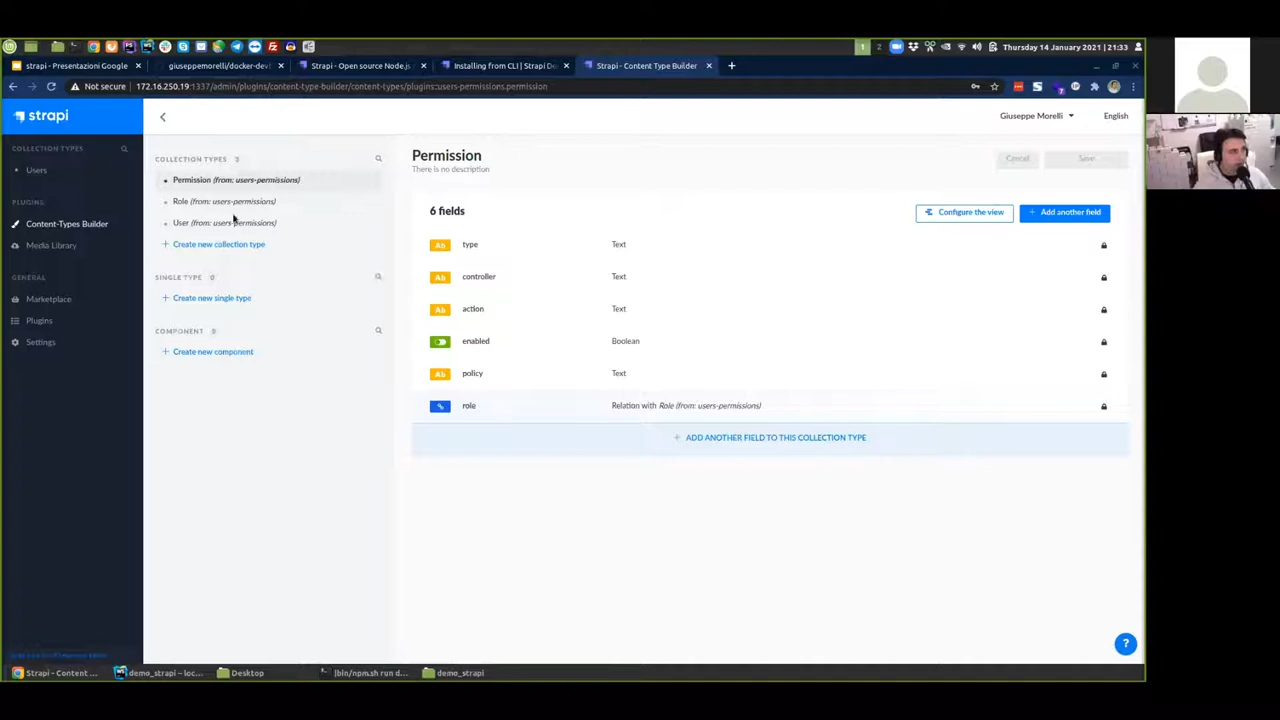 1 2 Thursday 14 January 2021 | 21:33
strapi - Presentazioni Google × giuseppemorelli/docker-dev × Strapi - Open source Node.js × Installing from CLI | Strapi De × Strapi - Content Type Builder × +
Not secure | 172.16.250.19:1337/admin/plugins/content-type-builder/content-types/plugins::users-permissions.permission
strapi
Giuseppe Morelli
English
COLLECTION TYPES
Users
PLUGINS
Content-Types Builder
Media Library
GENERAL
Marketplace
Plugins
Settings
COLLECTION TYPES 3
Permission (from: users-permissions)
Role (from: users-permissions)
User (from: users-permissions)
+ Create new collection type
SINGLE TYPE 0
+ Create new single type
COMPONENT 0
+ Create new component
Permission
There is no description
Cancel
Save
6 fields
Configure the view
+ Add another field
Ab type Text
Ab controller Text
Ab action Text
enabled Boolean
Ab policy Text
role Relation with Role (from: users-permissions)
+ ADD ANOTHER FIELD TO THIS COLLECTION TYPE
?
Strapi - Content ...
demo_strapi – loc...
Desktop
[bin/npm.sh run d...
demo_strapi